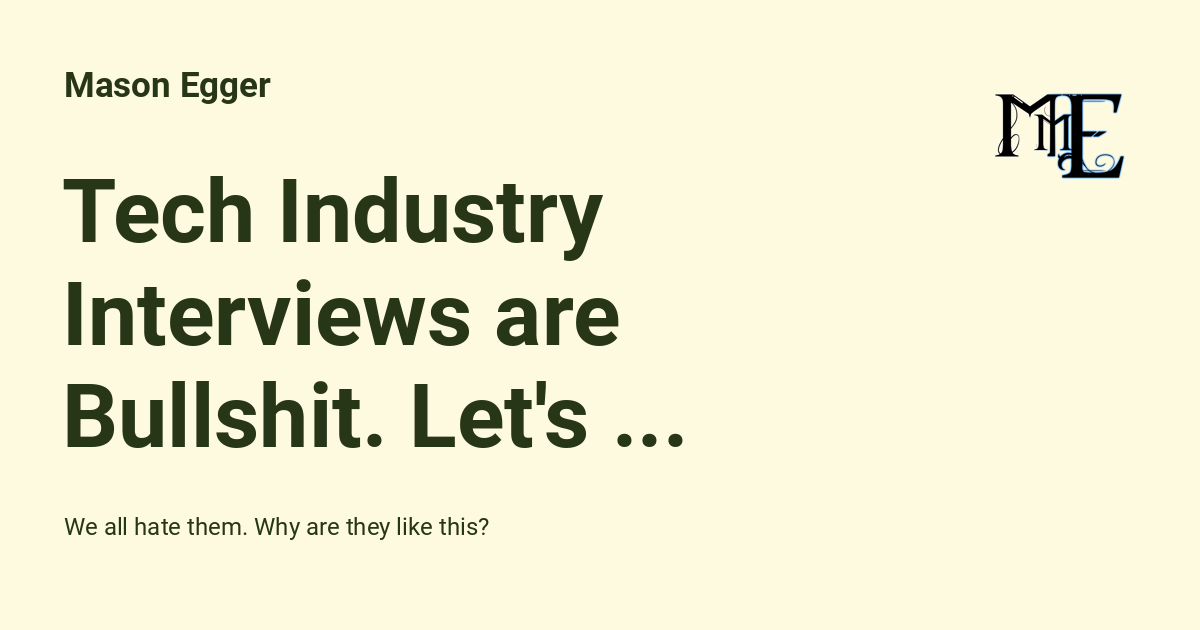 Mason Egger
MmE
Tech Industry
Interviews are
Bullshit. Let's ...
We all hate them. Why are they like this?